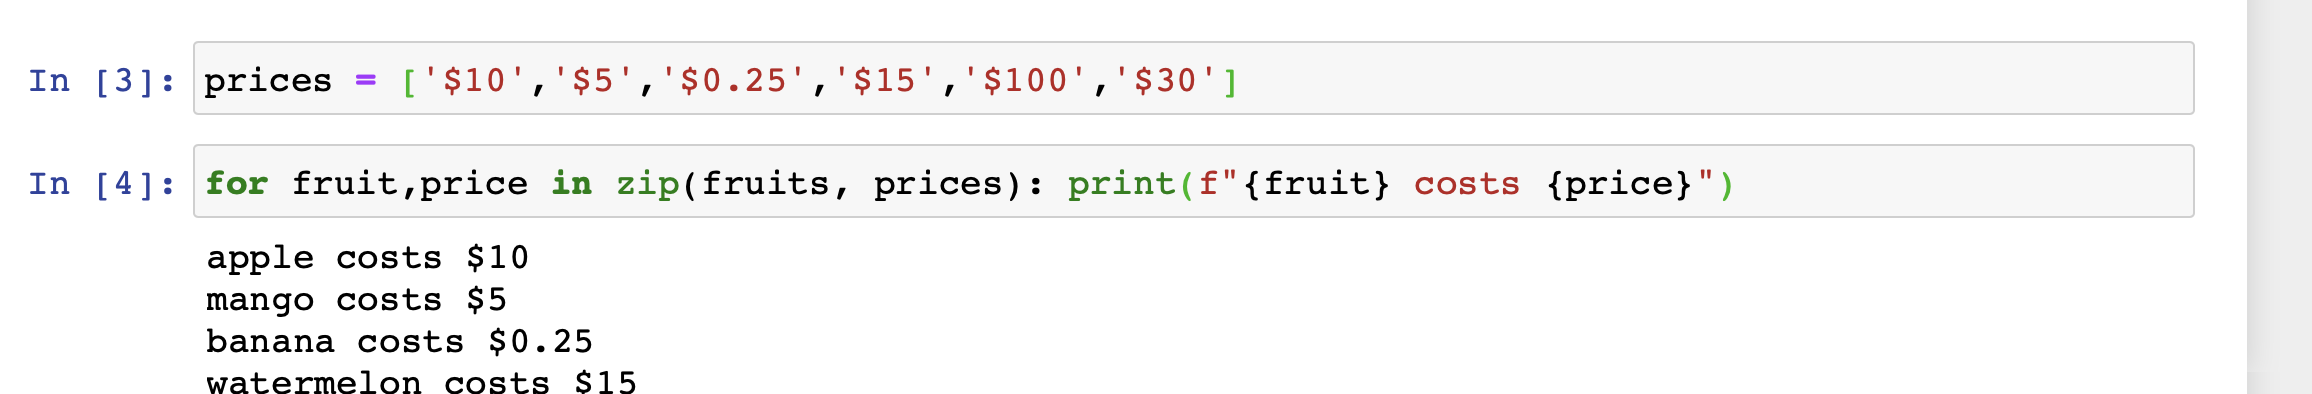 In [3]: prices = ['$10','$5','$0.25','$15','$100','$30']
In [4]: for fruit,price in zip(fruits, prices): print(f"{fruit} costs {price}")
apple costs $10
mango costs $5
banana costs $0.25
watermelon costs $15